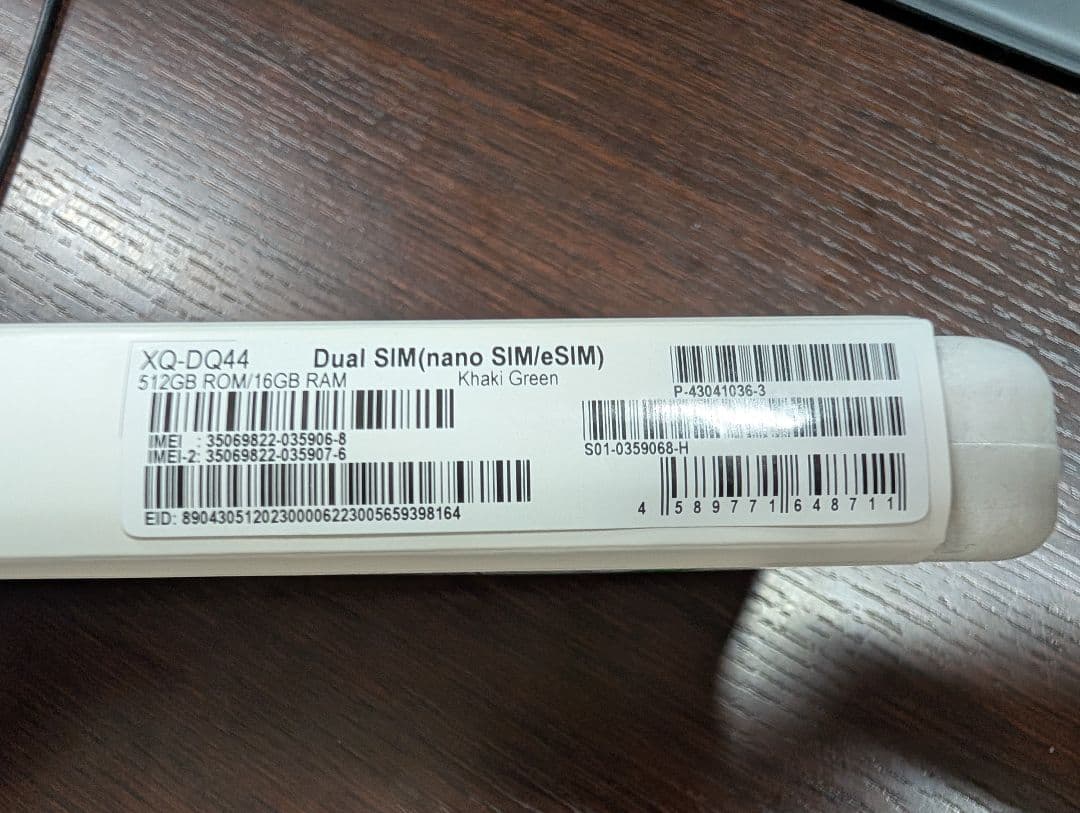 XQ-DQ44 Dual SIM(nano SIM/eSIM)
512GB ROM/16GB RAM Khaki Green
P-43041036-3
IMEI : 35069822-035906-8
IMEI-2: 35069822-035907-6
S01-0359068-H
EID: 89043051202300006223005659398164
4 589771 648711